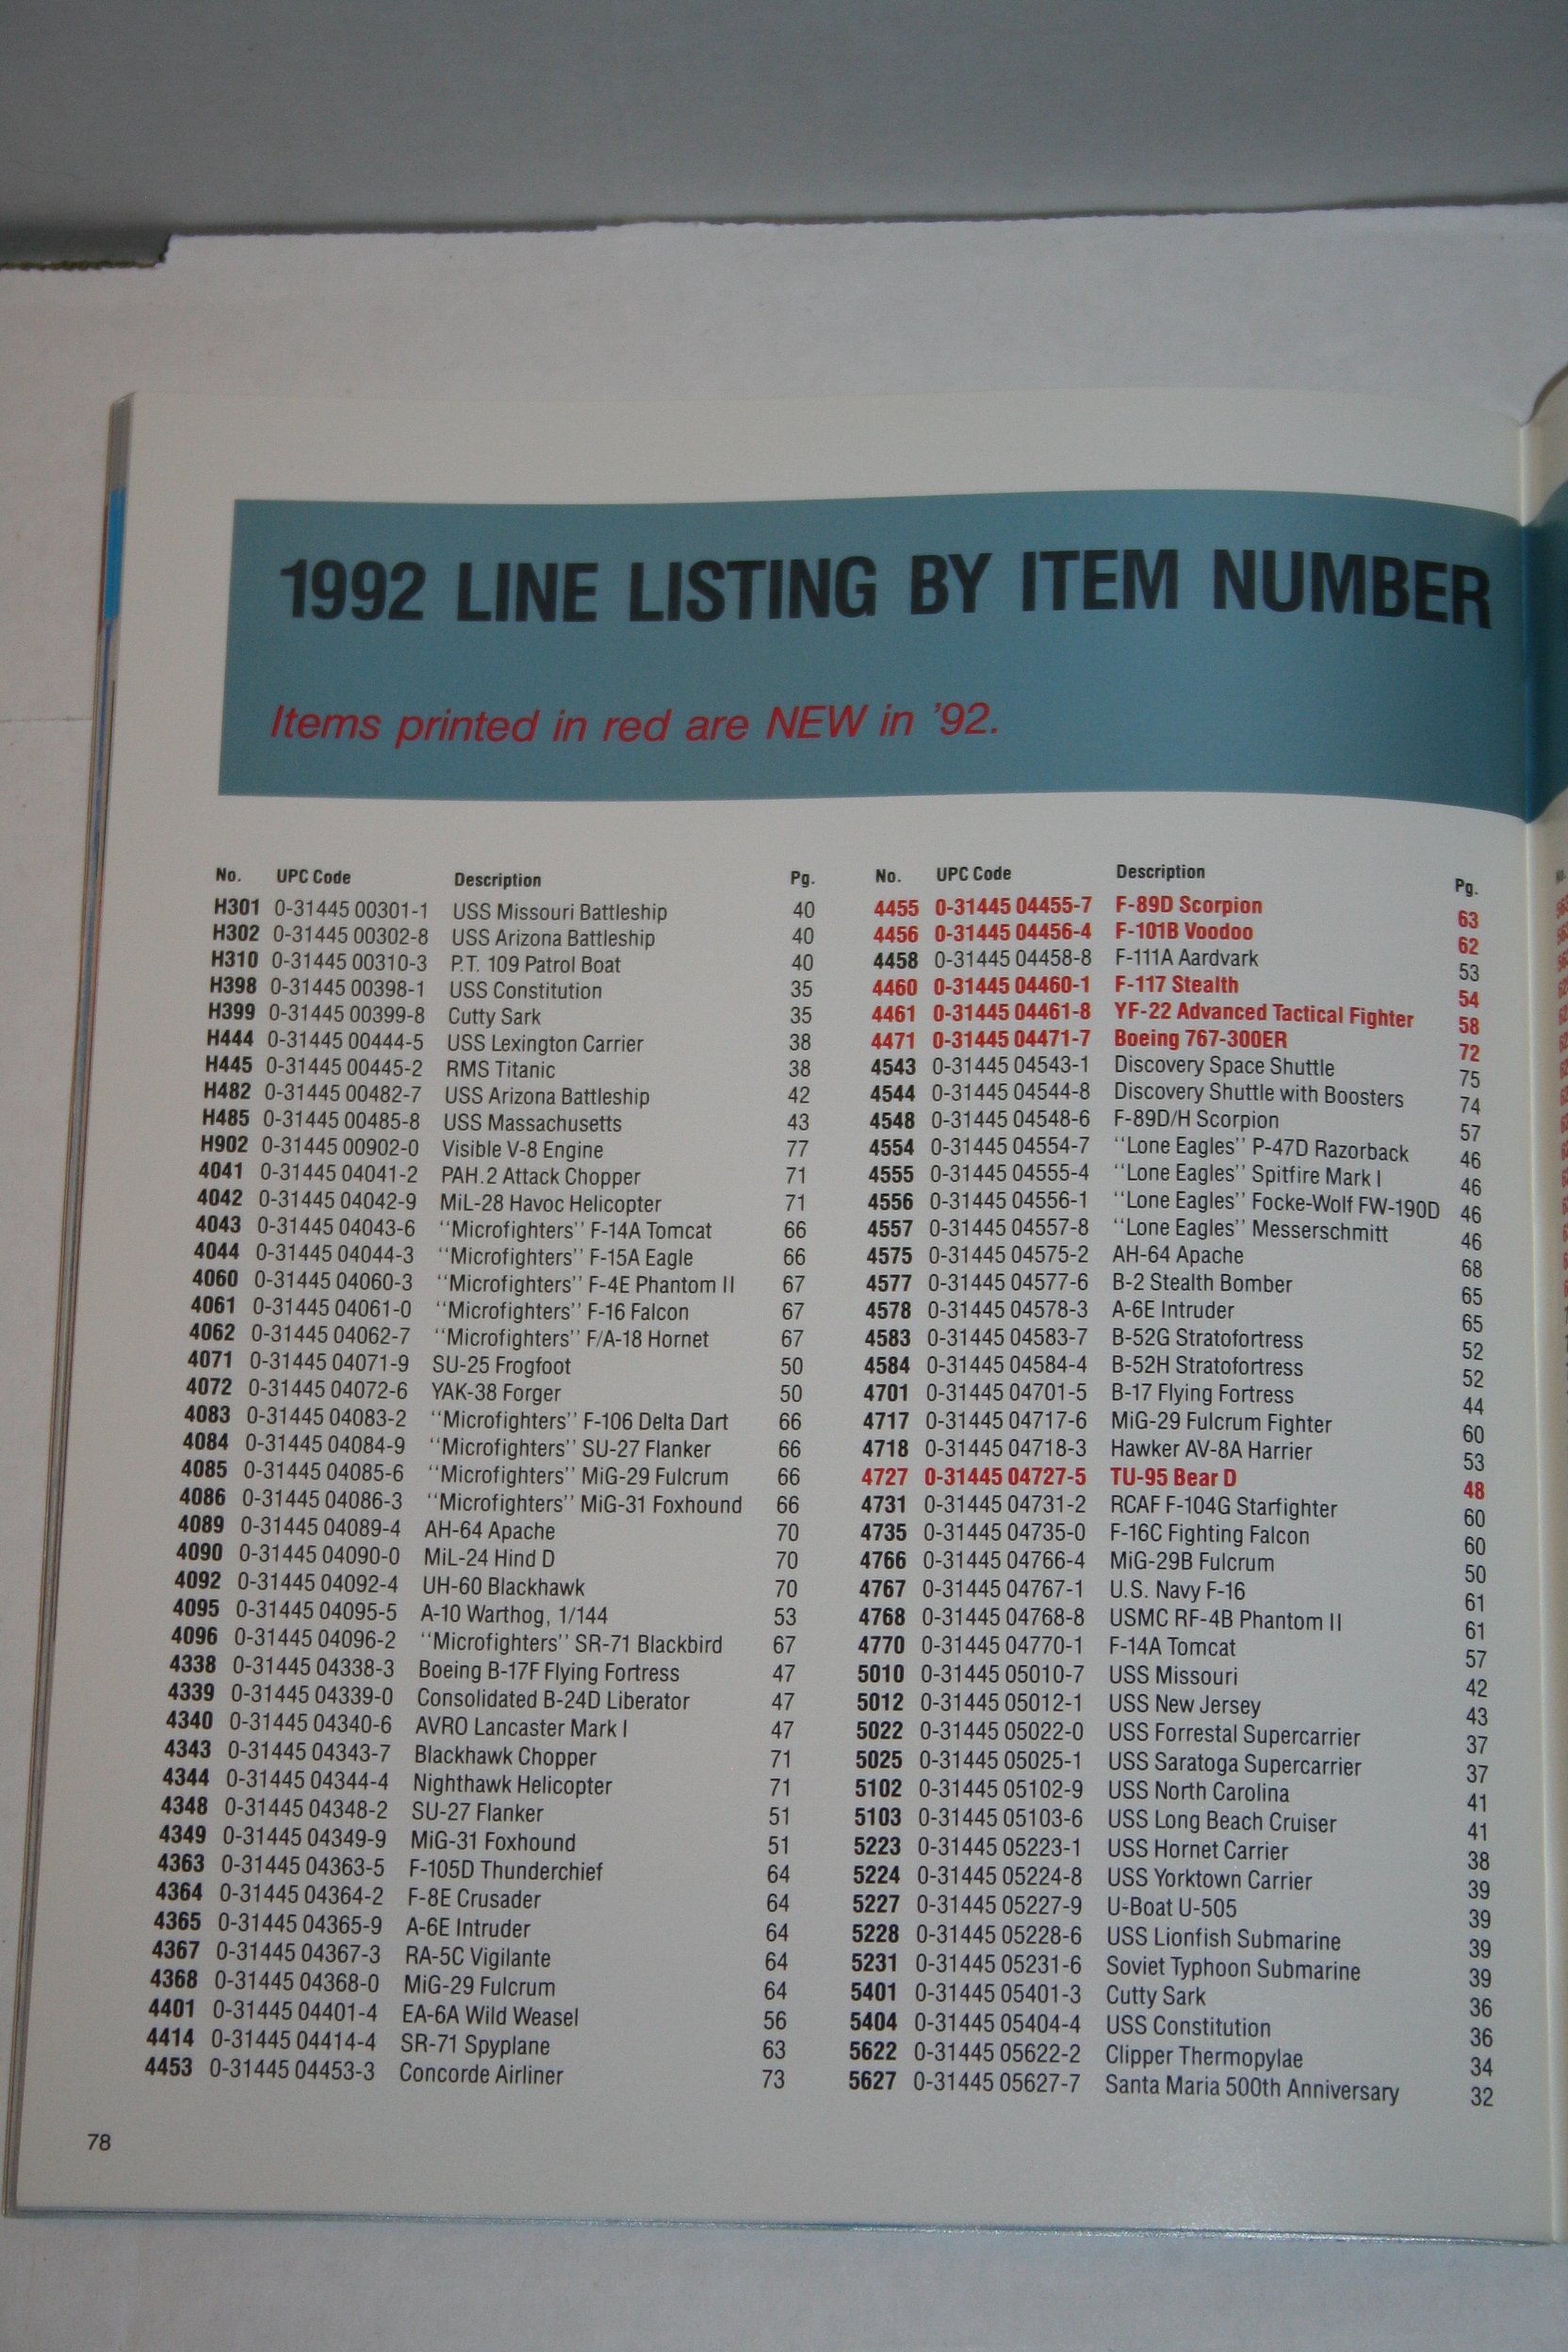 1992 LINE LISTING BY ITEM NUMBER
Items printed in red are NEW in '92.
No. UPC Code Description Pg.
H301 0-31445 00301-1 USS Missouri Battleship 40
H302 0-31445 00302-8 USS Arizona Battleship 40
H310 0-31445 00310-3 P.T. 109 Patrol Boat 40
H398 0-31445 00398-1 USS Constitution 35
H399 0-31445 00399-8 Cutty Sark 35
H444 0-31445 00444-5 USS Lexington Carrier 38
H445 0-31445 00445-2 RMS Titanic 38
H482 0-31445 00482-7 USS Arizona Battleship 42
H485 0-31445 00485-8 USS Massachusetts 43
H902 0-31445 00902-0 Visible V-8 Engine 77
4041 0-31445 04041-2 PAH.2 Attack Chopper 71
4042 0-31445 04042-9 MiL-28 Havoc Helicopter 71
4043 0-31445 04043-6 "Microfighters" F-14A Tomcat 66
4044 0-31445 04044-3 "Microfighters" F-15A Eagle 66
4060 0-31445 04060-3 "Microfighters" F-4E Phantom II 67
4061 0-31445 04061-0 "Microfighters" F-16 Falcon 67
4062 0-31445 04062-7 "Microfighters" F/A-18 Hornet 67
4071 0-31445 04071-9 SU-25 Frogfoot 50
4072 0-31445 04072-6 YAK-38 Forger 50
4083 0-31445 04083-2 "Microfighters" F-106 Delta Dart 66
4084 0-31445 04084-9 "Microfighters" SU-27 Flanker 66
4085 0-31445 04085-6 "Microfighters" MiG-29 Fulcrum 66
4086 0-31445 04086-3 "Microfighters" MiG-31 Foxhound 66
4089 0-31445 04089-4 AH-64 Apache 70
4090 0-31445 04090-0 MiL-24 Hind D 70
4092 0-31445 04092-4 UH-60 Blackhawk 70
4095 0-31445 04095-5 A-10 Warthog, 1/144 53
4096 0-31445 04096-2 "Microfighters" SR-71 Blackbird 67
4338 0-31445 04338-3 Boeing B-17F Flying Fortress 47
4339 0-31445 04339-0 Consolidated B-24D Liberator 47
4340 0-31445 04340-6 AVRO Lancaster Mark I 47
4343 0-31445 04343-7 Blackhawk Chopper 71
4344 0-31445 04344-4 Nighthawk Helicopter 71
4348 0-31445 04348-2 SU-27 Flanker 51
4349 0-31445 04349-9 MiG-31 Foxhound 51
4363 0-31445 04363-5 F-105D Thunderchief 64
4364 0-31445 04364-2 F-8E Crusader 64
4365 0-31445 04365-9 A-6E Intruder 64
4367 0-31445 04367-3 RA-5C Vigilante 64
4368 0-31445 04368-0 MiG-29 Fulcrum 64
4401 0-31445 04401-4 EA-6A Wild Weasel 56
4414 0-31445 04414-4 SR-71 Spyplane 63
4453 0-31445 04453-3 Concorde Airliner 73
No. UPC Code Description Pg.
4455 0-31445 04455-7 F-89D Scorpion 63
4456 0-31445 04456-4 F-101B Voodoo 62
4458 0-31445 04458-8 F-111A Aardvark 53
4460 0-31445 04460-1 F-117 Stealth 54
4461 0-31445 04461-8 YF-22 Advanced Tactical Fighter 58
4471 0-31445 04471-7 Boeing 767-300ER 72
4543 0-31445 04543-1 Discovery Space Shuttle 75
4544 0-31445 04544-8 Discovery Shuttle with Boosters 74
4548 0-31445 04548-6 F-89D/H Scorpion 57
4554 0-31445 04554-7 "Lone Eagles" P-47D Razorback 46
4555 0-31445 04555-4 "Lone Eagles" Spitfire Mark I 46
4556 0-31445 04556-1 "Lone Eagles" Focke-Wolf FW-190D 46
4557 0-31445 04557-8 "Lone Eagles" Messerschmitt 46
4575 0-31445 04575-2 AH-64 Apache 68
4577 0-31445 04577-6 B-2 Stealth Bomber 65
4578 0-31445 04578-3 A-6E Intruder 65
4583 0-31445 04583-7 B-52G Stratofortress 52
4584 0-31445 04584-4 B-52H Stratofortress 52
4701 0-31445 04701-5 B-17 Flying Fortress 44
4717 0-31445 04717-6 MiG-29 Fulcrum Fighter 60
4718 0-31445 04718-3 Hawker AV-8A Harrier 53
4727 0-31445 04727-5 TU-95 Bear D 48
4731 0-31445 04731-2 RCAF F-104G Starfighter 60
4735 0-31445 04735-0 F-16C Fighting Falcon 60
4766 0-31445 04766-4 MiG-29B Fulcrum 50
4767 0-31445 04767-1 U.S. Navy F-16 61
4768 0-31445 04768-8 USMC RF-4B Phantom II 61
4770 0-31445 04770-1 F-14A Tomcat 57
5010 0-31445 05010-7 USS Missouri 42
5012 0-31445 05012-1 USS New Jersey 43
5022 0-31445 05022-0 USS Forrestal Supercarrier 37
5025 0-31445 05025-1 USS Saratoga Supercarrier 37
5102 0-31445 05102-9 USS North Carolina 41
5103 0-31445 05103-6 USS Long Beach Cruiser 41
5223 0-31445 05223-1 USS Hornet Carrier 38
5224 0-31445 05224-8 USS Yorktown Carrier 39
5227 0-31445 05227-9 U-Boat U-505 39
5228 0-31445 05228-6 USS Lionfish Submarine 39
5231 0-31445 05231-6 Soviet Typhoon Submarine 39
5401 0-31445 05401-3 Cutty Sark 36
5404 0-31445 05404-4 USS Constitution 36
5622 0-31445 05622-2 Clipper Thermopylae 34
5627 0-31445 05627-7 Santa Maria 500th Anniversary 32
78